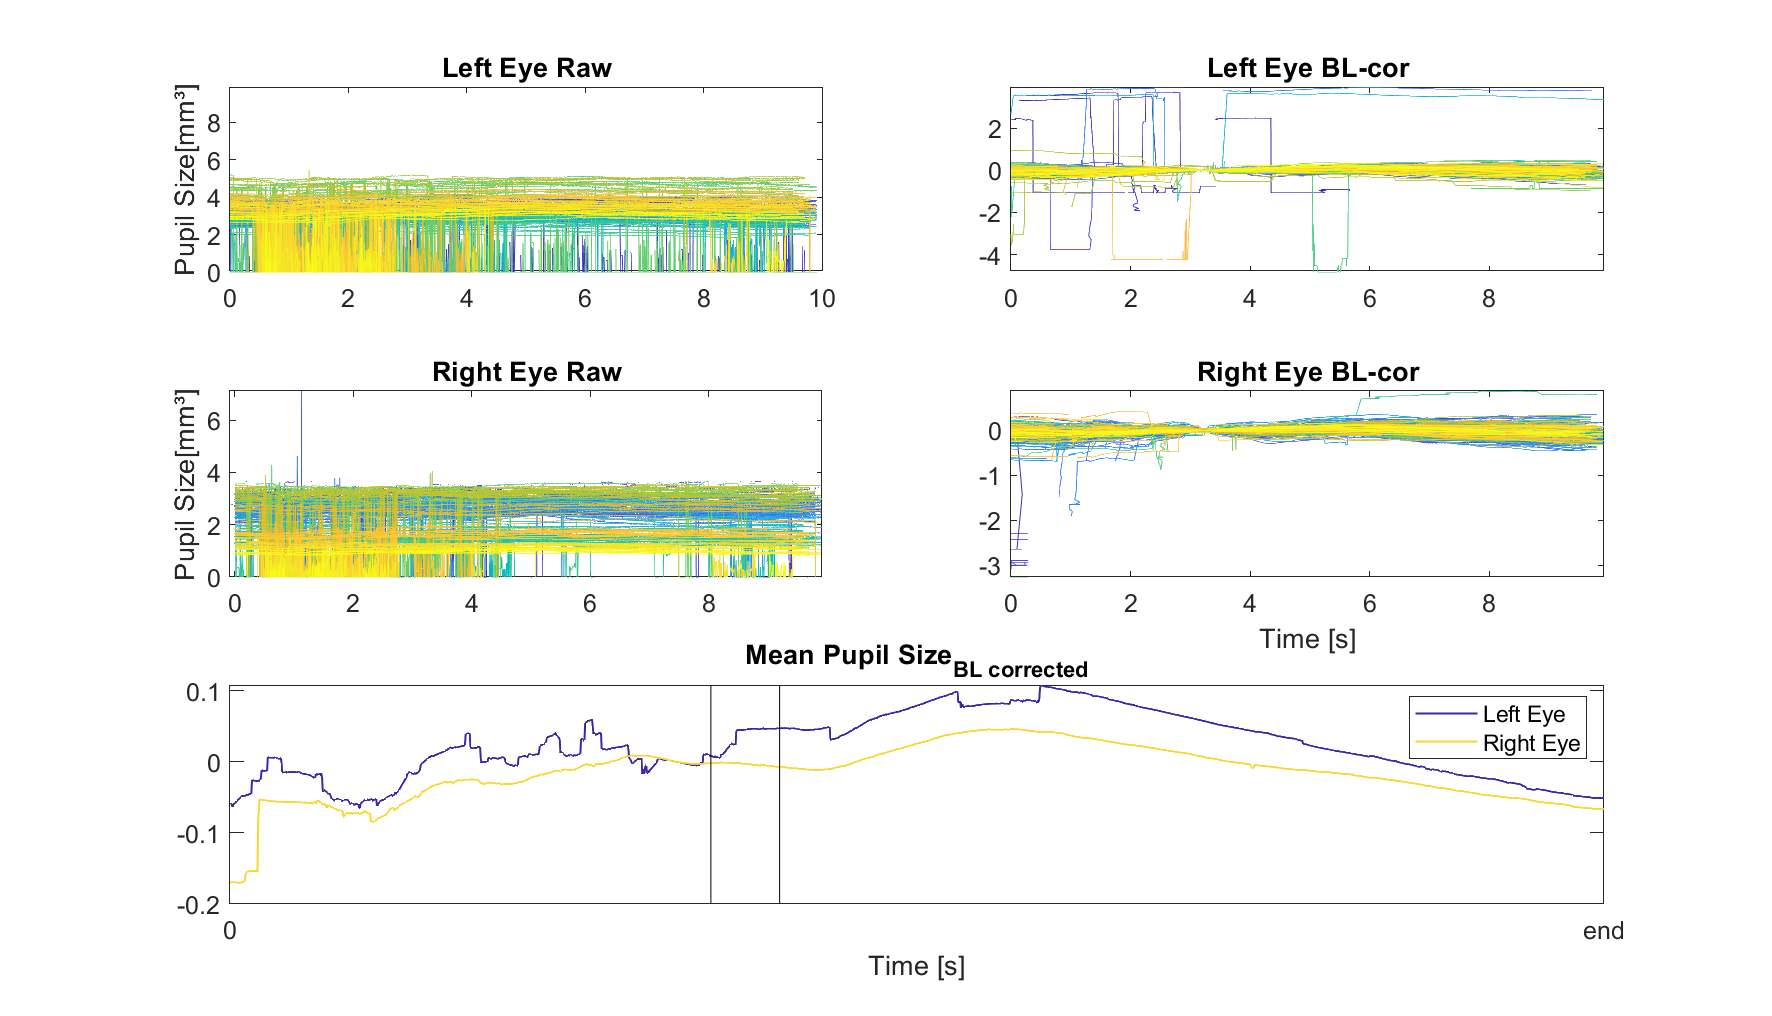 Left Eye Raw
Pupil Size[mm³]
8
6
4
2
0
0 2 4 6 8 10
Left Eye BL-cor
2
0
-2
-4
0 2 4 6 8
Right Eye Raw
Pupil Size[mm³]
6
4
2
0
0 2 4 6 8
Right Eye BL-cor
0
-1
-2
-3
0 2 4 6 8
Time [s]
Mean Pupil Size BL corrected
0.1
0
-0.1
-0.2
Left Eye
Right Eye
0 end
Time [s]